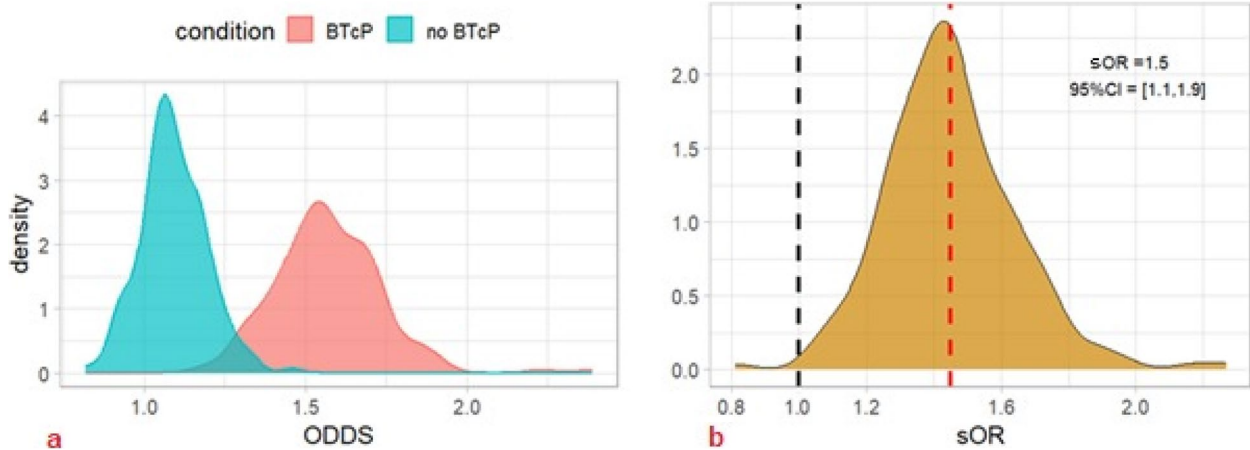 condition BTcP no BTcP
density
4
3
2
1
0
1.0 1.5 2.0
ODDS
a
sOR =1.5
95%CI = [1.1,1.9]
2.0
1.5
1.0
0.5
0.0
0.8 1.0 1.2 1.6 2.0
sOR
b